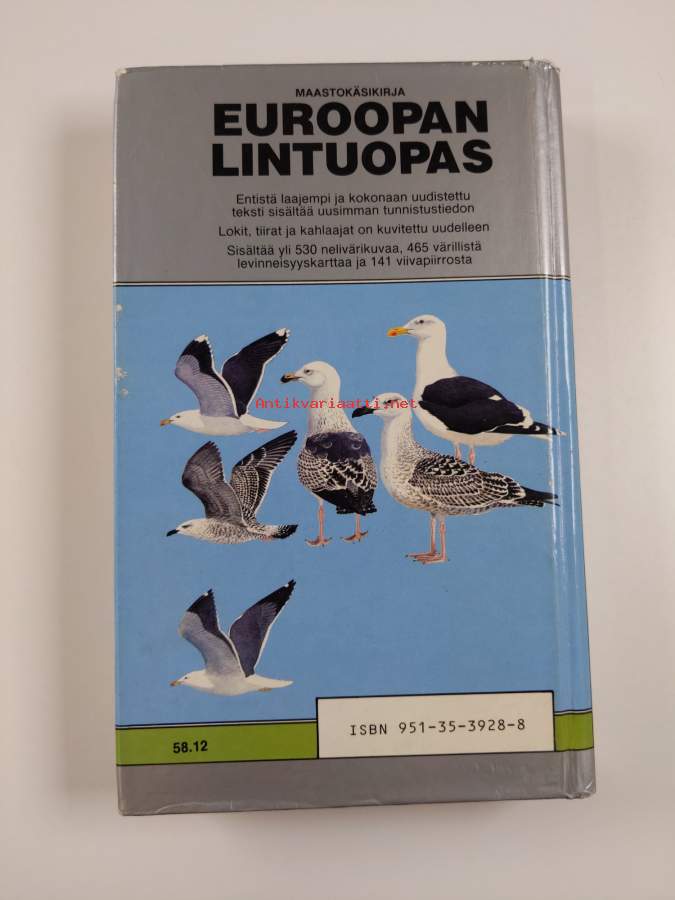 MAASTOKÄSIKIRJA
EUROOPAN
LINTUOPAS
Entistä laajempi ja kokonaan uudistettu
teksti sisältää uusimman tunnistustiedon
Lokit, tiirat ja kahlaajat on kuvitettu uudelleen
Sisältää yli 530 nelivärikuvaa, 465 värillistä
levinneisyyskarttaa ja 141 viivapiirrosta
Antikvariaatti.net
ISBN 951-35-3928-8
58.12